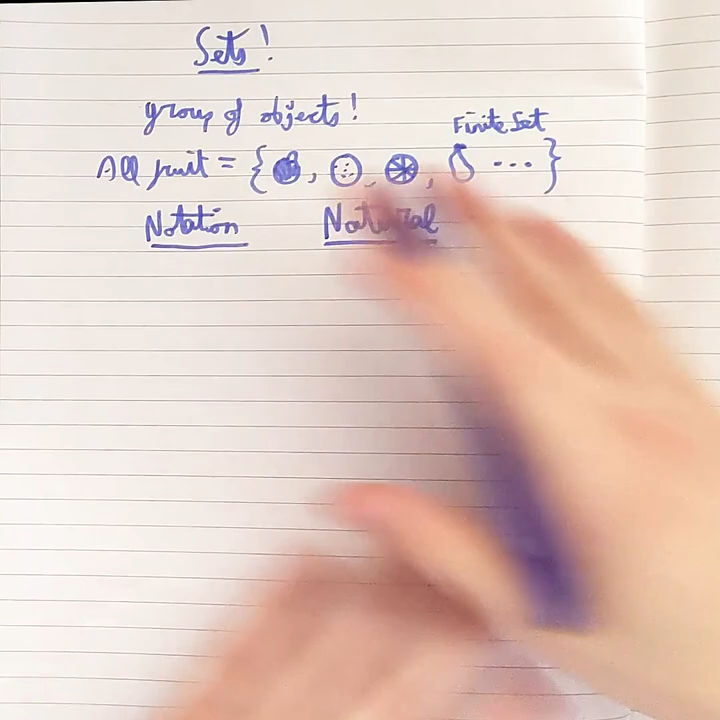 Sets!
group of objects!
Finite Set
All fruit = { , , , ... }
Notation Natural